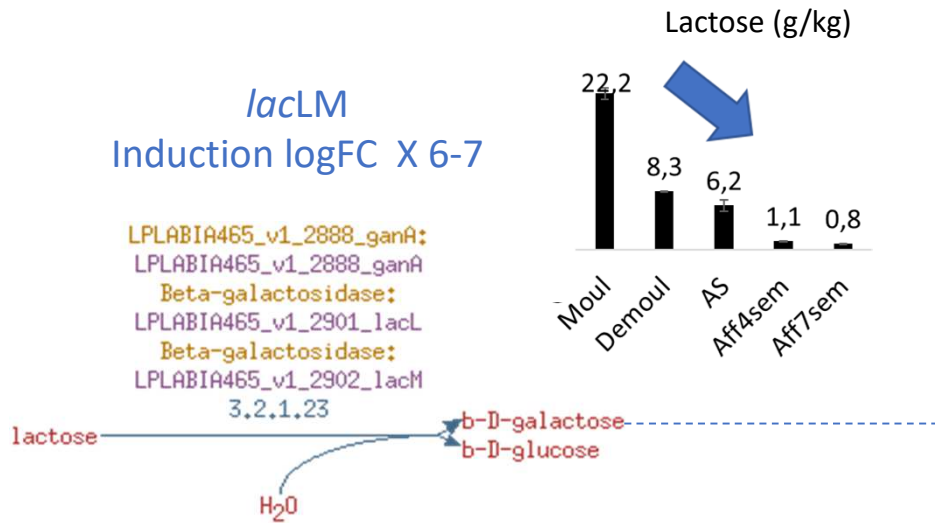 Lactose (g/kg)
lacLM
Induction logFC X 6-7
22,2
8,3
6,2
1,1
0,8
Moul
Demoul
AS
Aff4sem
Aff7sem
LPLABIA465_v1_2888_ganA:
LPLABIA465_v1_2888_ganA
Beta-galactosidase:
LPLABIA465_v1_2901_lacL
Beta-galactosidase:
LPLABIA465_v1_2902_lacM
3.2.1.23
lactose
b-D-galactose
b-D-glucose
H₂O